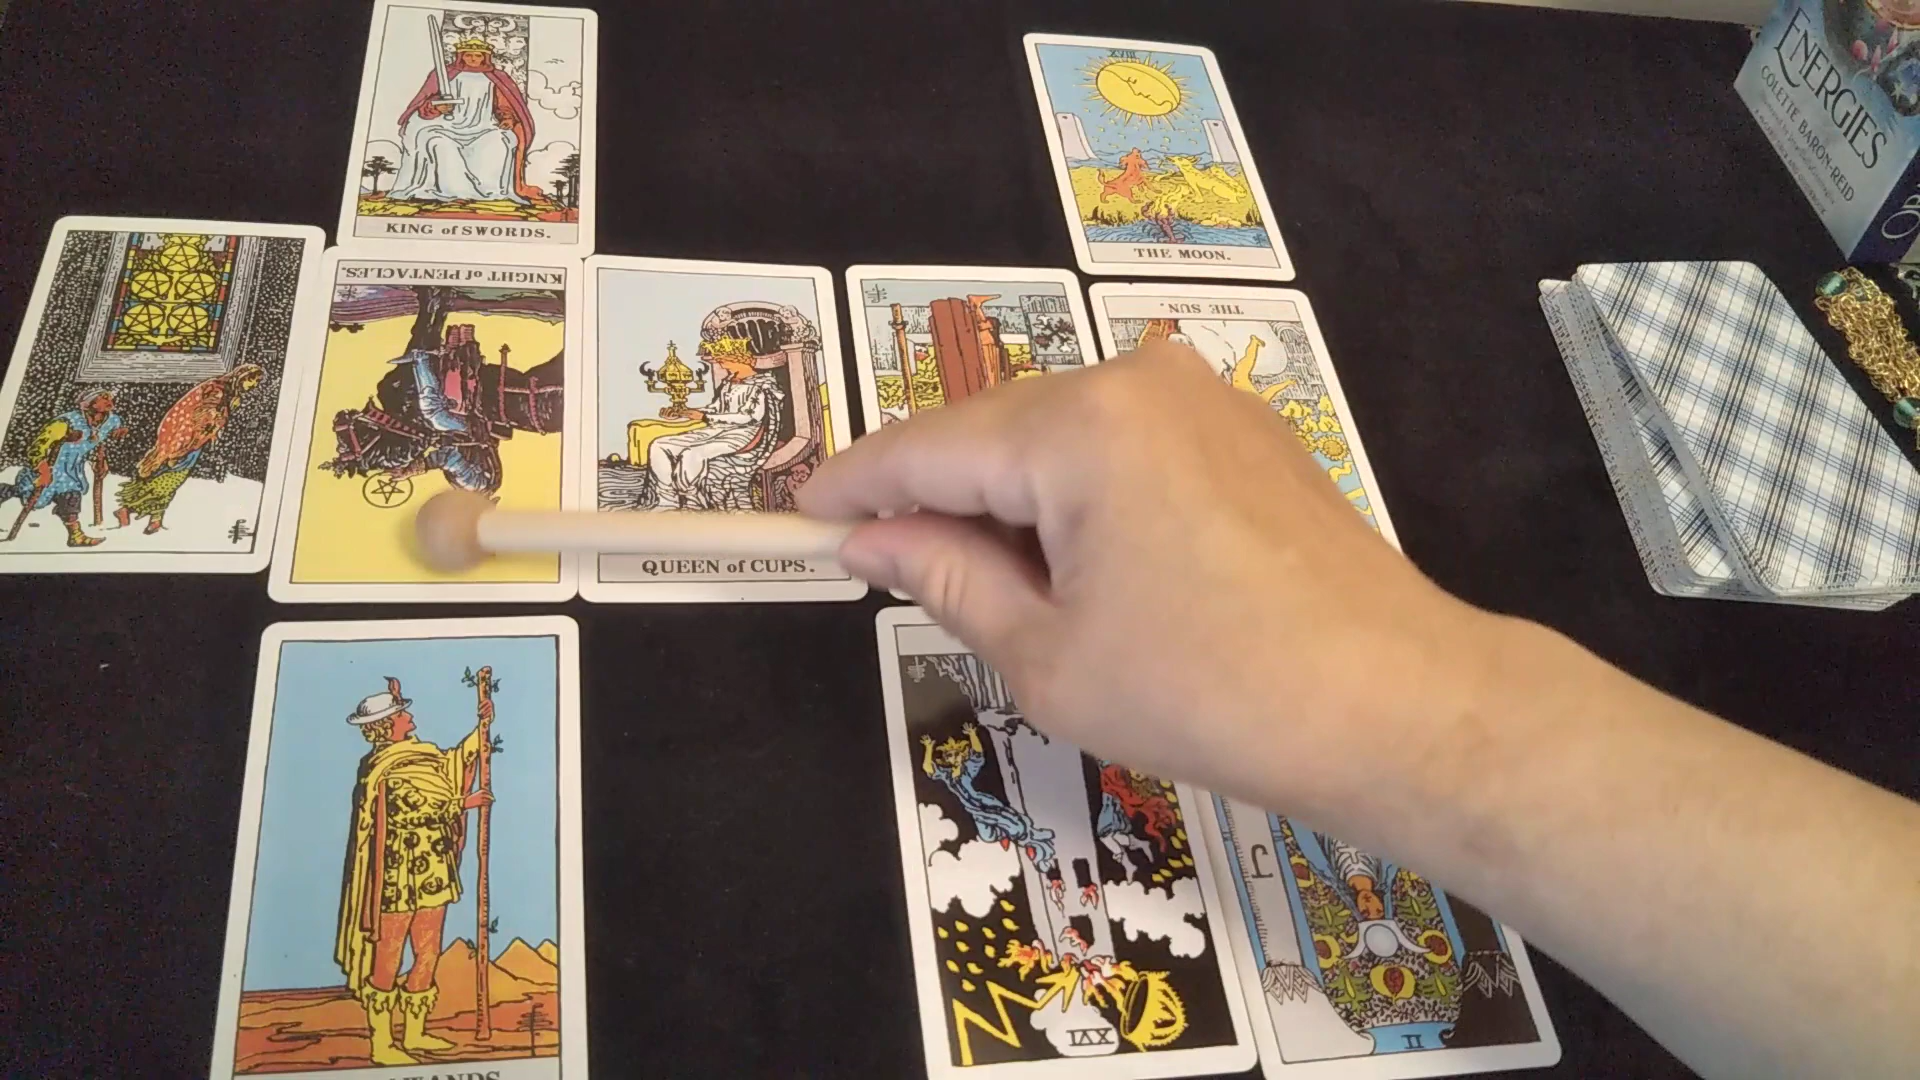 KING of SWORDS.
XVIII
THE MOON.
ENERGIES
COLETTE BARON-REID
KNIGHT of PENTACLES.
THE SUN.
QUEEN of CUPS.
WANDS
XVI
J
II